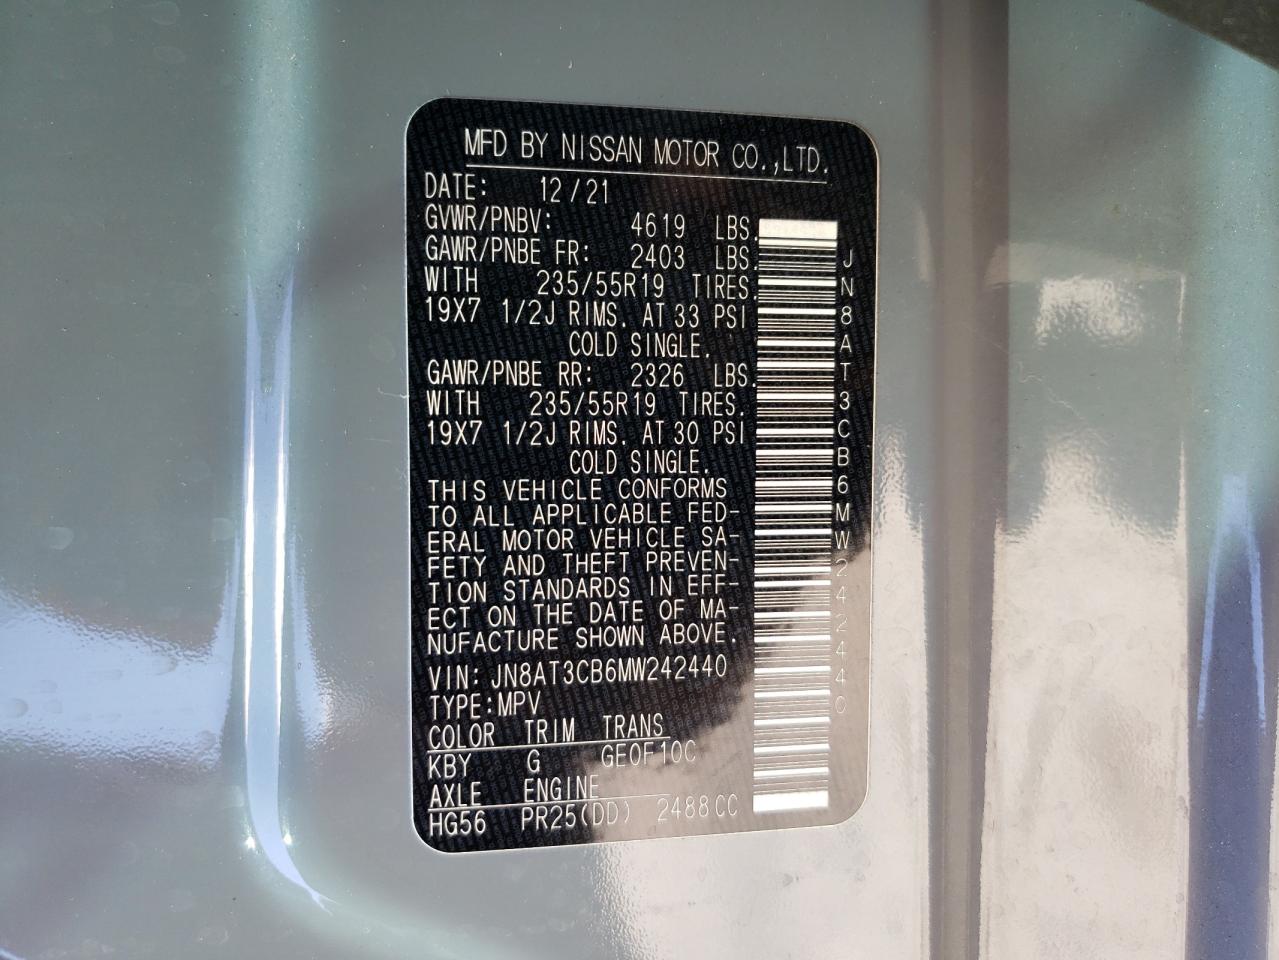 MFD BY NISSAN MOTOR CO.,LTD.
DATE: 12/21
GVWR/PNBV: 4619 LBS.
GAWR/PNBE FR: 2403 LBS.
WITH 235/55R19 TIRES.
19X7 1/2J RIMS. AT 33 PSI
COLD SINGLE.
GAWR/PNBE RR: 2326 LBS.
WITH 235/55R19 TIRES.
19X7 1/2J RIMS. AT 30 PSI
COLD SINGLE.
THIS VEHICLE CONFORMS
TO ALL APPLICABLE FED-
ERAL MOTOR VEHICLE SA-
FETY AND THEFT PREVEN-
TION STANDARDS IN EFF-
ECT ON THE DATE OF MA-
NUFACTURE SHOWN ABOVE.
VIN: JN8AT3CB6MW242440
TYPE:MPV
COLOR TRIM TRANS
KBY G GE0F10C
AXLE ENGINE
HG56 PR25(DD) 2488CC
JN8AT3CB6MW242440